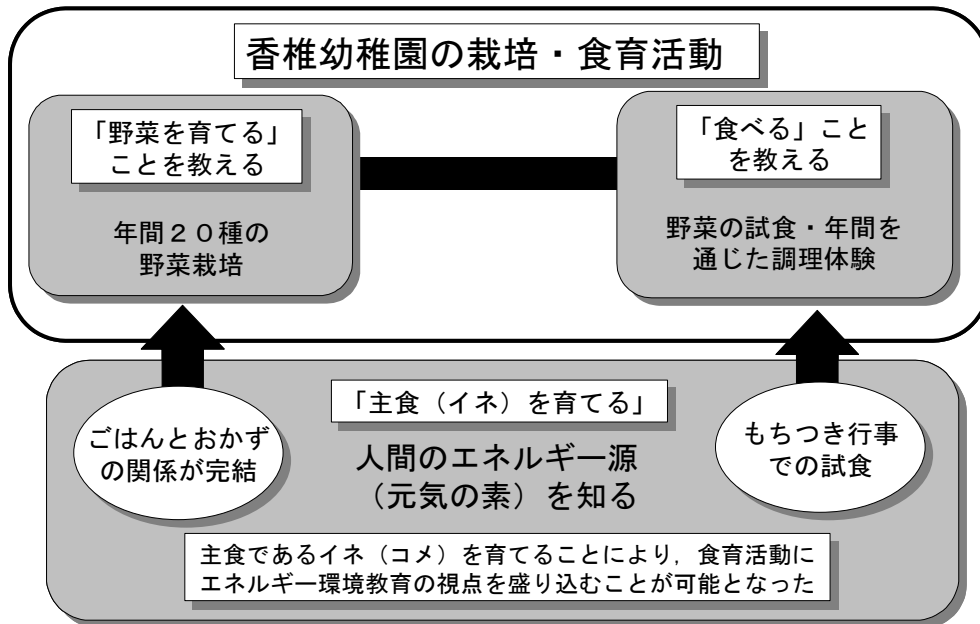 香椎幼稚園の栽培・食育活動
「野菜を育てる」
ことを教える
年間２０種の
野菜栽培
「食べる」こと
を教える
野菜の試食・年間を
通じた調理体験
「主食（イネ）を育てる」
ごはんとおかず
の関係が完結
人間のエネルギー源
（元気の素）を知る
もちつき行事
での試食
主食であるイネ（コメ）を育てることにより，食育活動に
エネルギー環境教育の視点を盛り込むことが可能となった